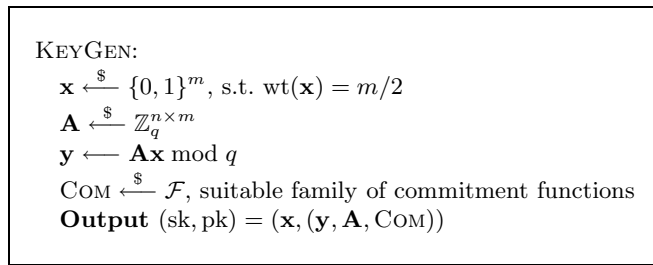 KEYGEN:
x ←$ {0, 1}^m, s.t. wt(x) = m/2
A ←$ ℤ_q^{n×m}
y ← Ax mod q
COM ←$ ℱ, suitable family of commitment functions
Output (sk, pk) = (x, (y, A, COM))